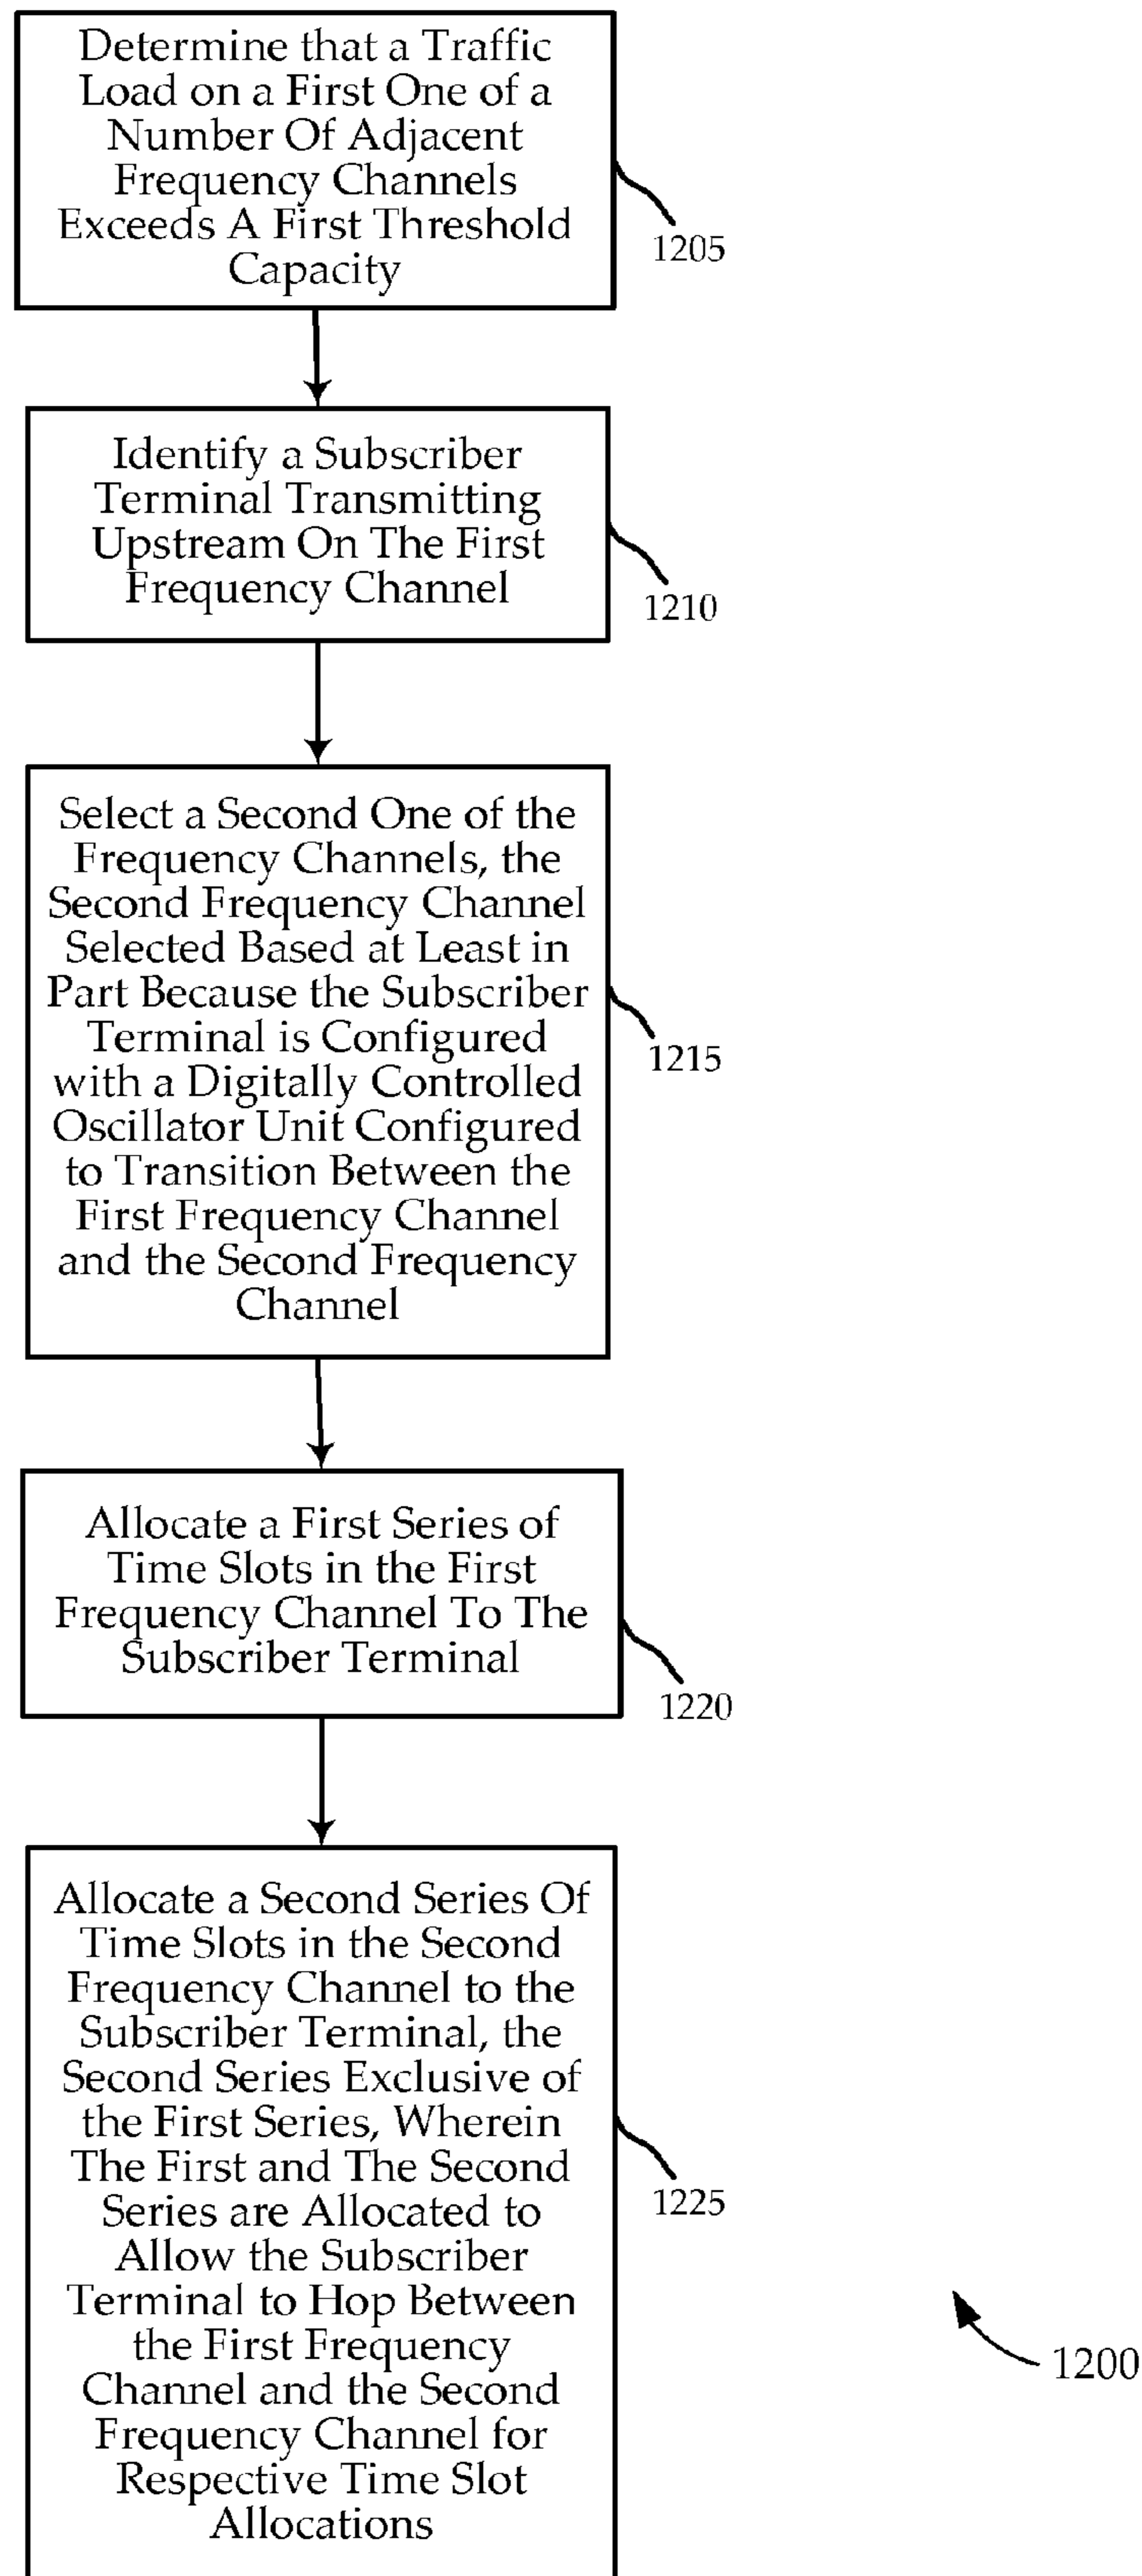 Determine that a Traffic
Load on a First One of a
Number Of Adjacent
Frequency Channels
Exceeds A First Threshold
Capacity
1205
Identify a Subscriber
Terminal Transmitting
Upstream On The First
Frequency Channel
1210
Select a Second One of the
Frequency Channels, the
Second Frequency Channel
Selected Based at Least in
Part Because the Subscriber
Terminal is Configured
with a Digitally Controlled
Oscillator Unit Configured
to Transition Between the
First Frequency Channel
and the Second Frequency
Channel
1215
Allocate a First Series of
Time Slots in the First
Frequency Channel To The
Subscriber Terminal
1220
Allocate a Second Series Of
Time Slots in the Second
Frequency Channel to the
Subscriber Terminal, the
Second Series Exclusive of
the First Series, Wherein
The First and The Second
Series are Allocated to
Allow the Subscriber
Terminal to Hop Between
the First Frequency
Channel and the Second
Frequency Channel for
Respective Time Slot
Allocations
1225
1200